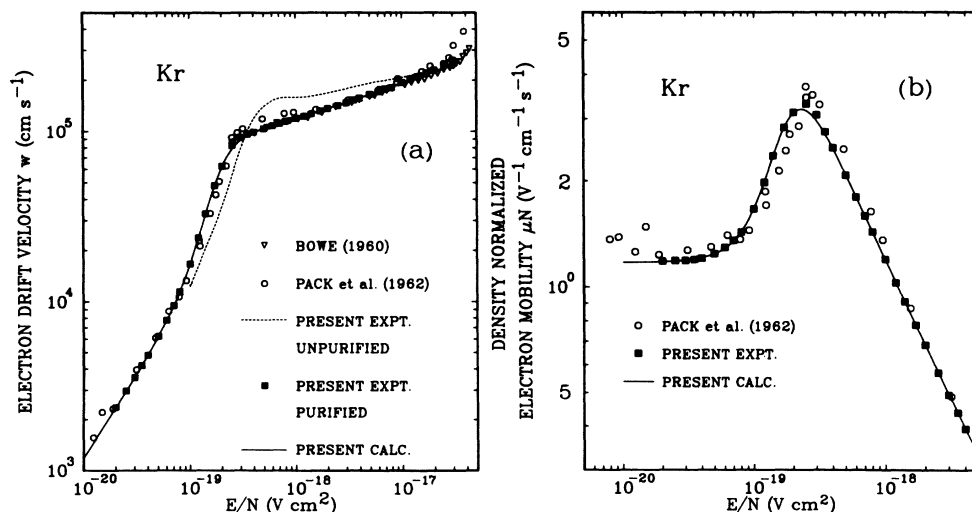 Kr
(a)
ELECTRON DRIFT VELOCITY w (cm s⁻¹)
10⁵
10⁴
10³
▽ BOWE (1960)
○ PACK et al. (1962)
PRESENT EXPT.
UNPURIFIED
■ PRESENT EXPT.
PURIFIED
— PRESENT CALC.
10⁻²⁰ 10⁻¹⁹ 10⁻¹⁸ 10⁻¹⁷
E/N (V cm²)
Kr
(b)
DENSITY NORMALIZED
ELECTRON MOBILITY μN (V⁻¹ cm⁻¹ s⁻¹)
5
2
10⁰
5
○ PACK et al. (1962)
■ PRESENT EXPT.
— PRESENT CALC.
10⁻²⁰ 10⁻¹⁹ 10⁻¹⁸
E/N (V cm²)